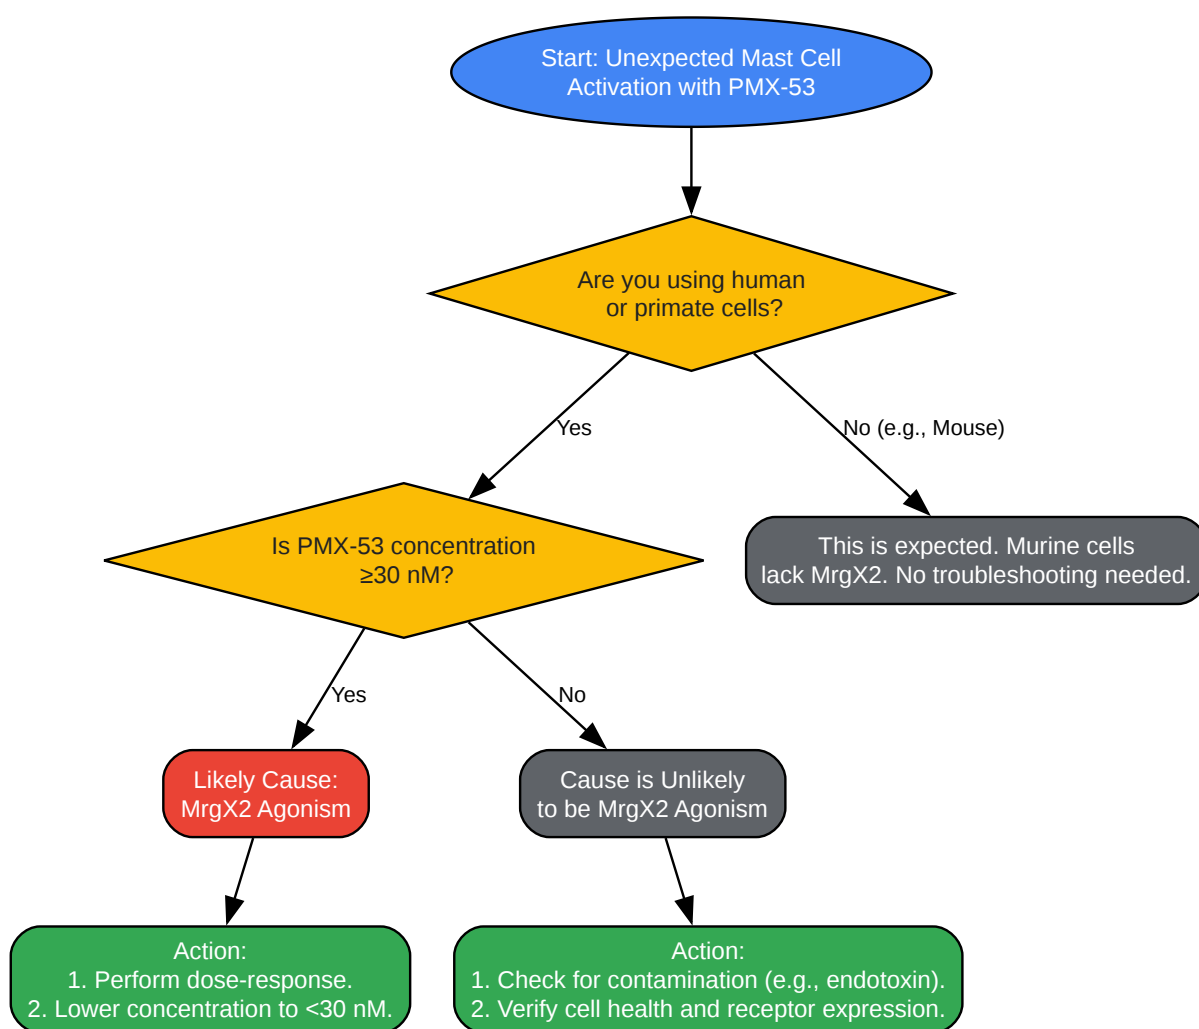 Start: Unexpected Mast Cell
Activation with PMX-53
Are you using human
or primate cells?
Yes
No (e.g., Mouse)
Is PMX-53 concentration
≥30 nM?
This is expected. Murine cells
lack MrgX2. No troubleshooting needed.
Yes
No
Likely Cause:
MrgX2 Agonism
Cause is Unlikely
to be MrgX2 Agonism
Action:
1. Perform dose-response.
2. Lower concentration to <30 nM.
Action:
1. Check for contamination (e.g., endotoxin).
2. Verify cell health and receptor expression.